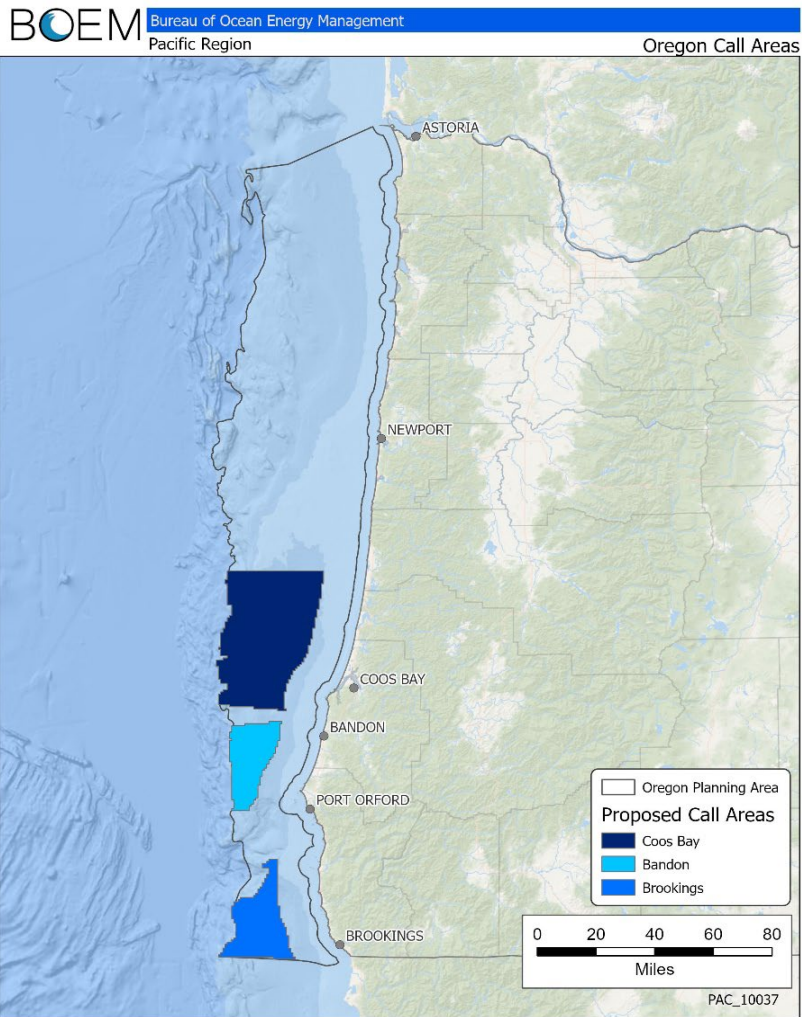 BOEM Bureau of Ocean Energy Management
Pacific Region
Oregon Call Areas
ASTORIA
NEWPORT
COOS BAY
BANDON
PORT ORFORD
BROOKINGS
Oregon Planning Area
Proposed Call Areas
Coos Bay
Bandon
Brookings
0 20 40 60 80
Miles
PAC_10037